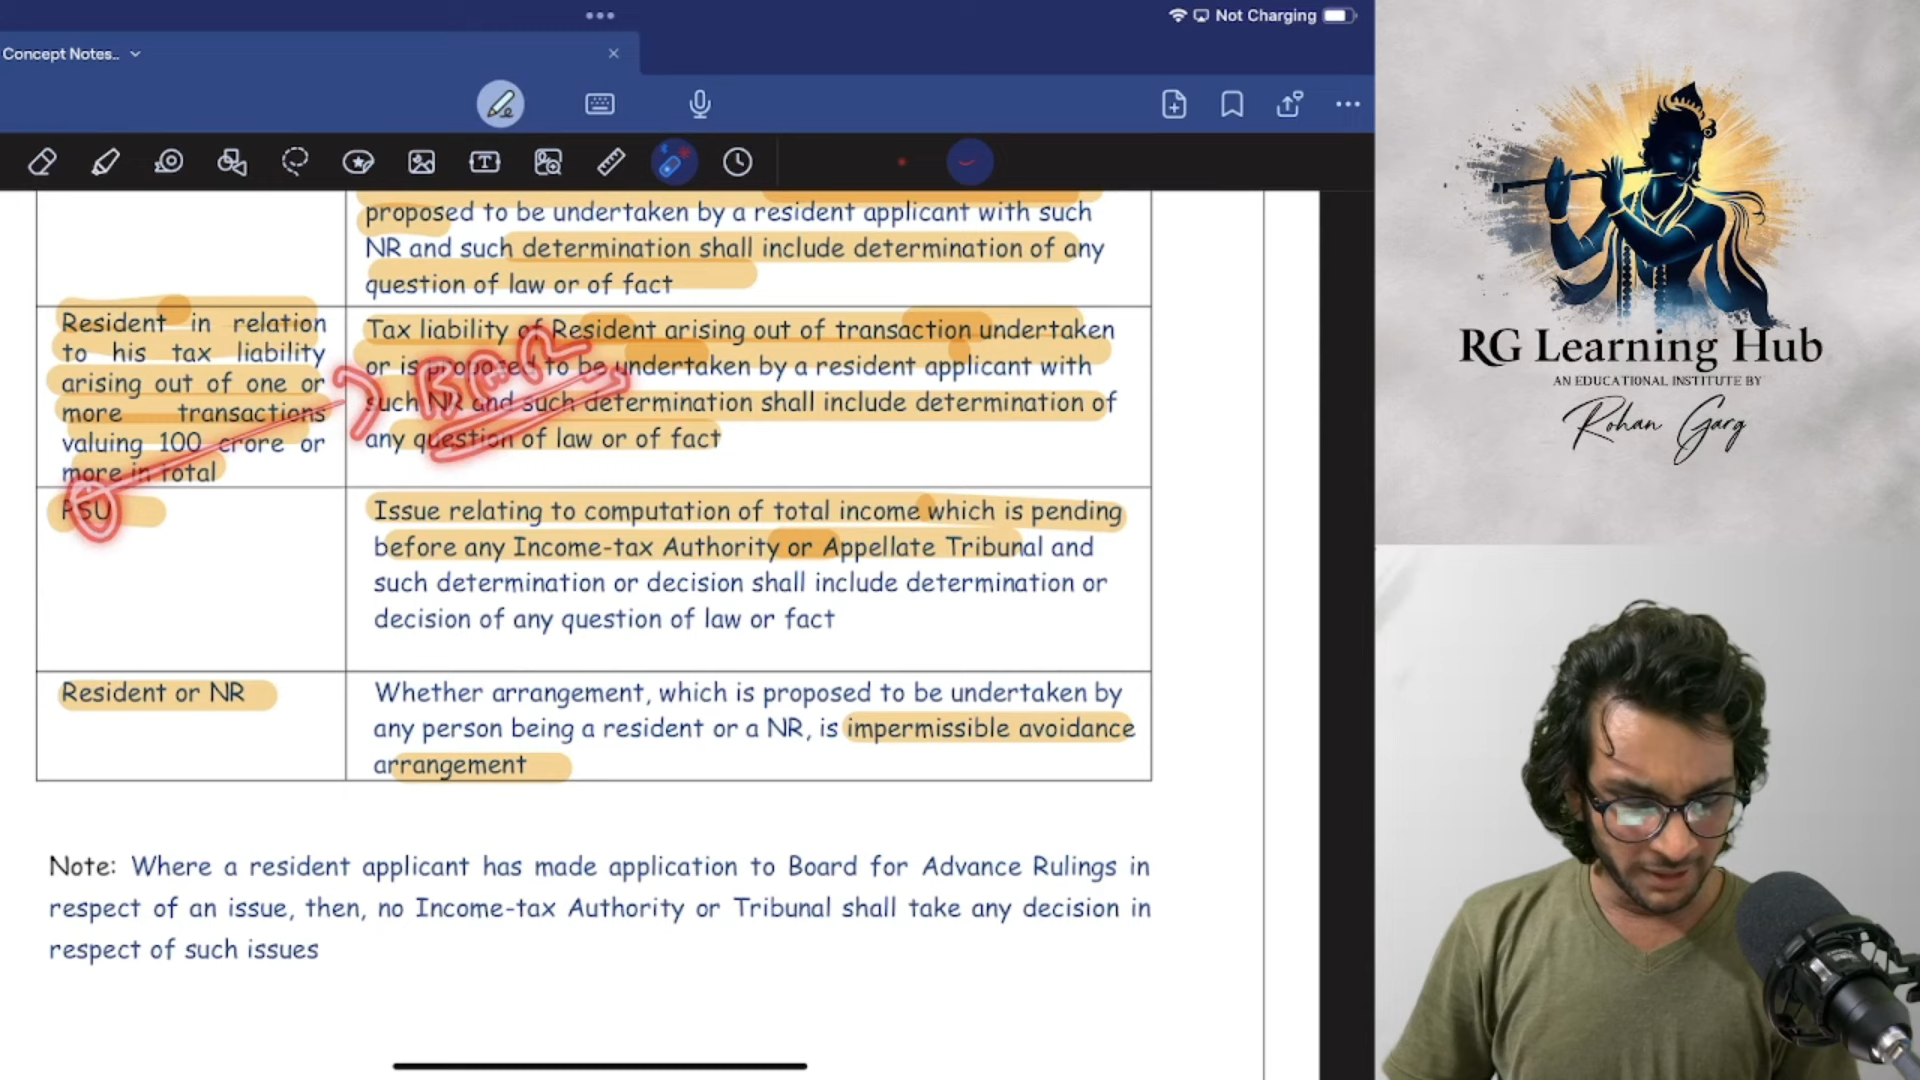 Not Charging
Concept Notes..
proposed to be undertaken by a resident applicant with such
NR and such determination shall include determination of any
question of law or of fact
Resident in relation
to his tax liability
arising out of one or
more transactions
valuing 100 crore or
more in total
Tax liability of Resident arising out of transaction undertaken
or is proposed to be undertaken by a resident applicant with
such NR and such determination shall include determination of
any question of law or of fact
BAR
PSU
Issue relating to computation of total income which is pending
before any Income-tax Authority or Appellate Tribunal and
such determination or decision shall include determination or
decision of any question of law or fact
Resident or NR
Whether arrangement, which is proposed to be undertaken by
any person being a resident or a NR, is impermissible avoidance
arrangement
Note: Where a resident applicant has made application to Board for Advance Rulings in
respect of an issue, then, no Income-tax Authority or Tribunal shall take any decision in
respect of such issues
RG Learning Hub
AN EDUCATIONAL INSTITUTE BY
Rohan Garg